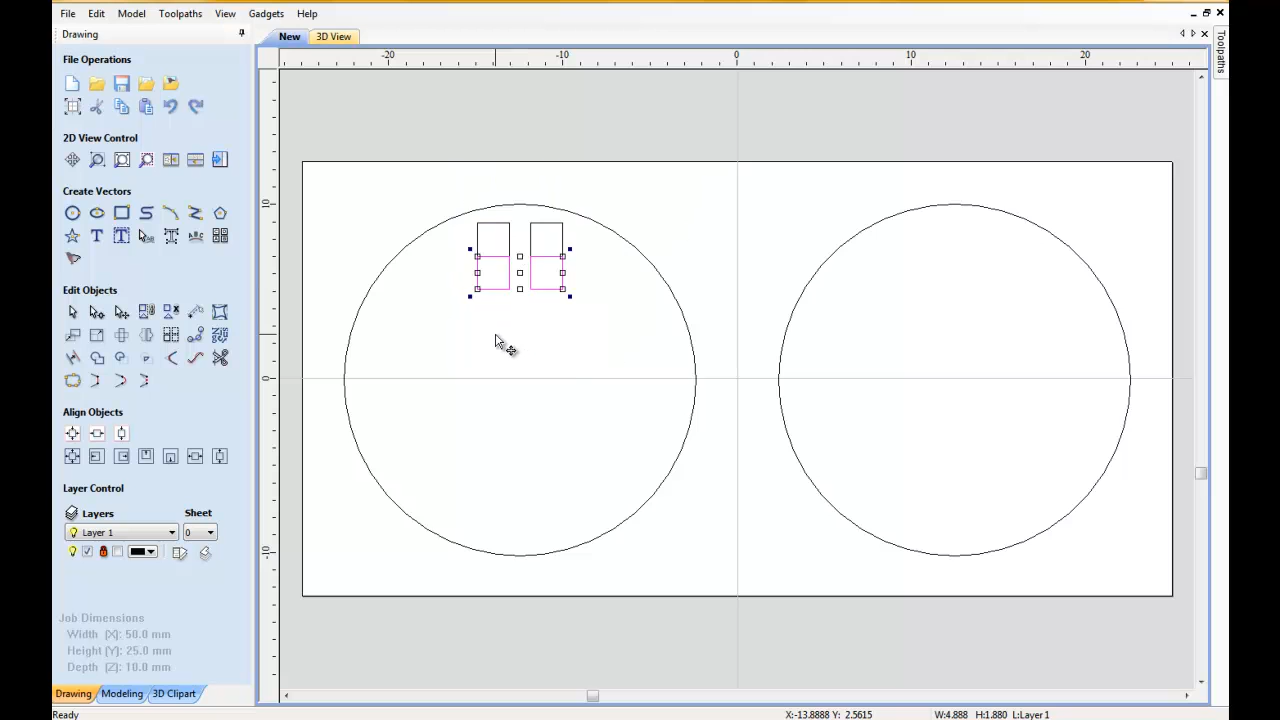 File Edit Model Toolpaths View Gadgets Help
Drawing
New 3D View
Toolpaths
-20 -10 0 10 20
10
0
-10
File Operations
2D View Control
Create Vectors
Edit Objects
Align Objects
Layer Control
Layers Sheet
Layer 1 0
Job Dimensions
Width (X): 50.0 mm
Height (Y): 25.0 mm
Depth (Z): 10.0 mm
Drawing Modeling 3D Clipart
Ready X:-13.8888 Y: 2.5615 W:4.888 H:1.880 L:Layer 1